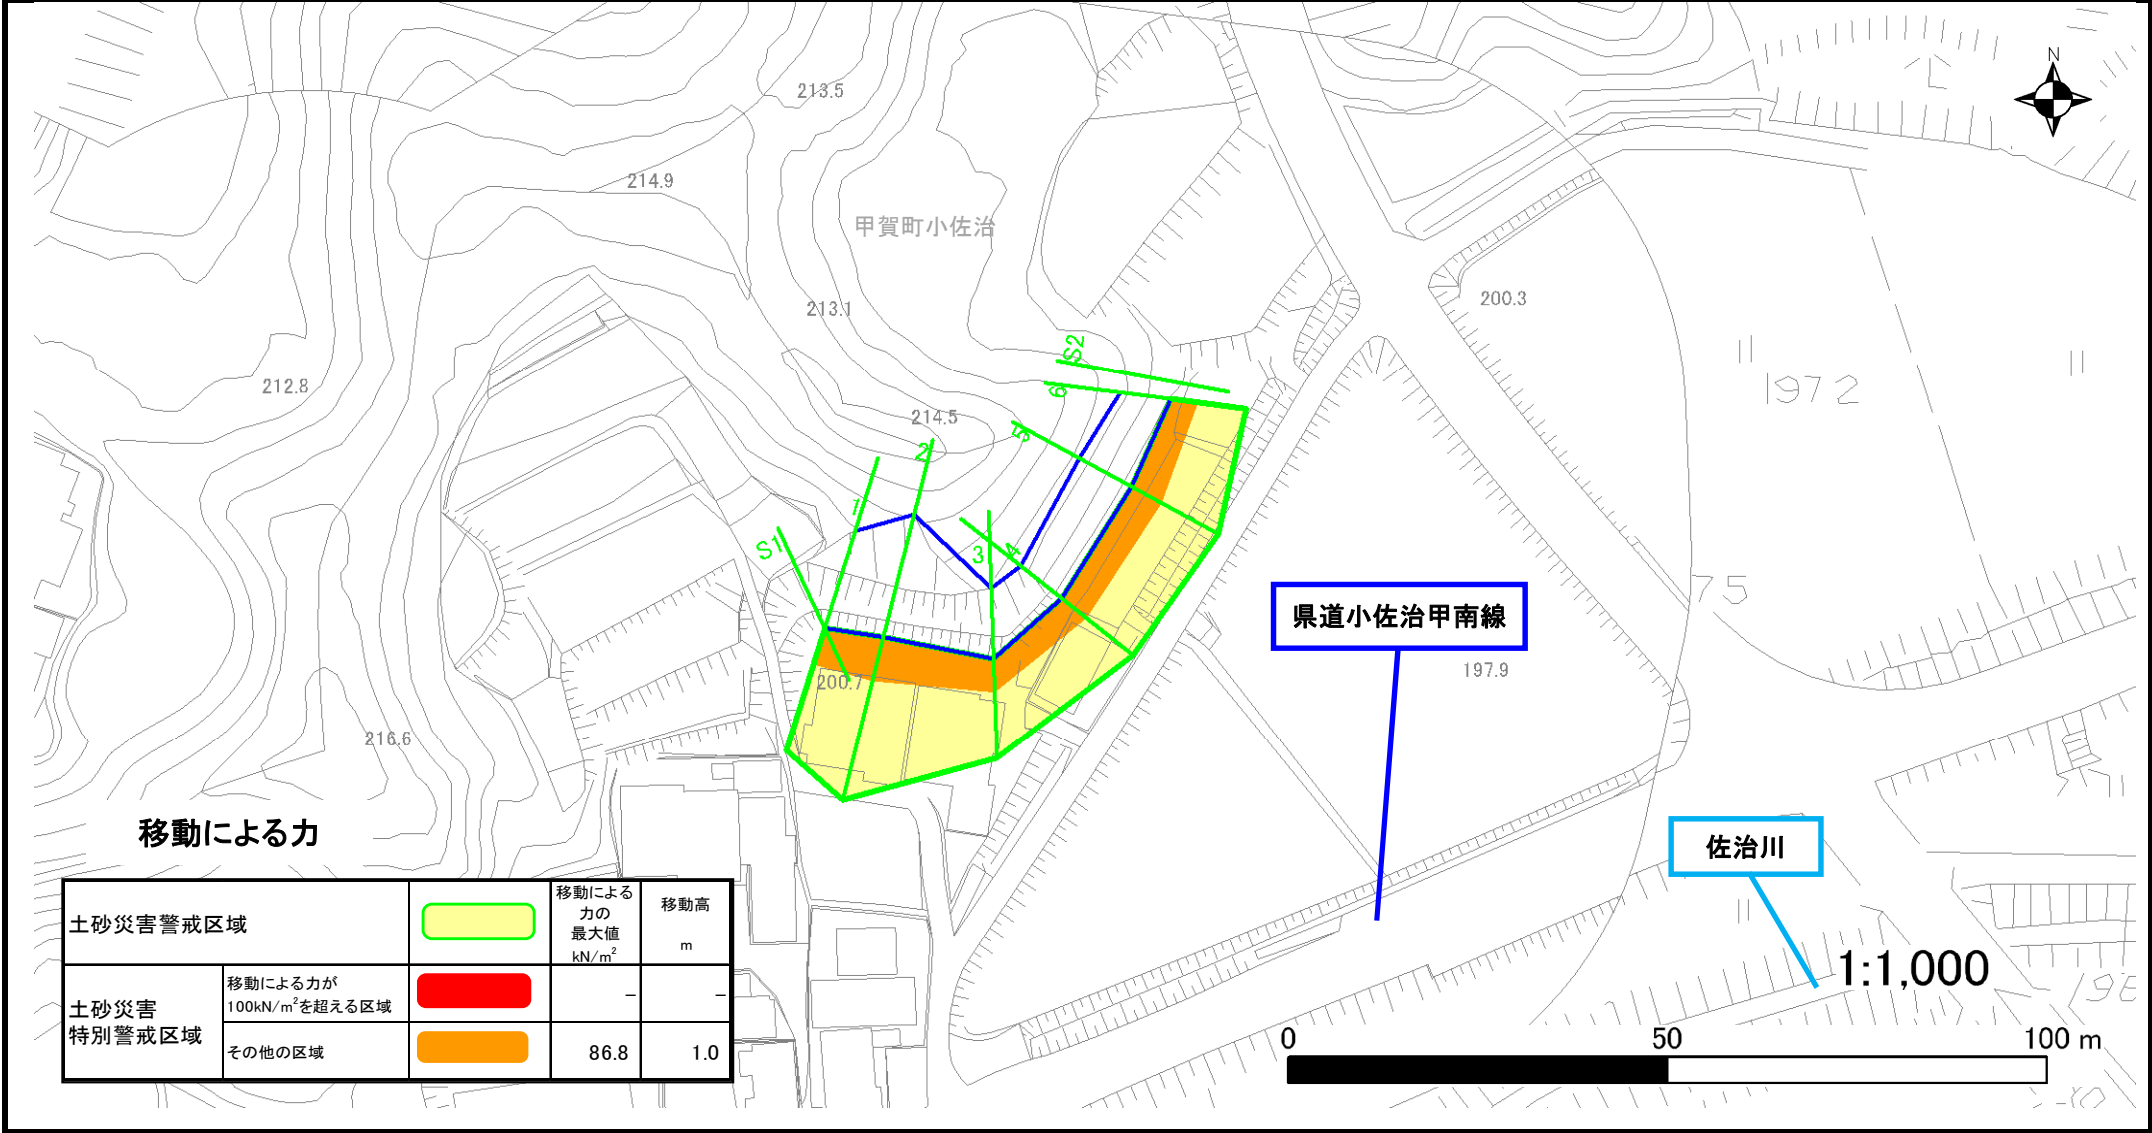 N
213.5
214.9
甲賀町小佐治
213.1
200.3
S2
6
212.8
1972
214.5
5
2
1
S1
3
4
県道小佐治甲南線
75
197.9
200.7
216.6
移動による力
佐治川
土砂災害警戒区域
移動による
力の
最大値
kN/m²
移動高
m
土砂災害
特別警戒区域
移動による力が
100kN/m²を超える区域
－
－
その他の区域
86.8
1.0
1:1,000
0
50
100 m